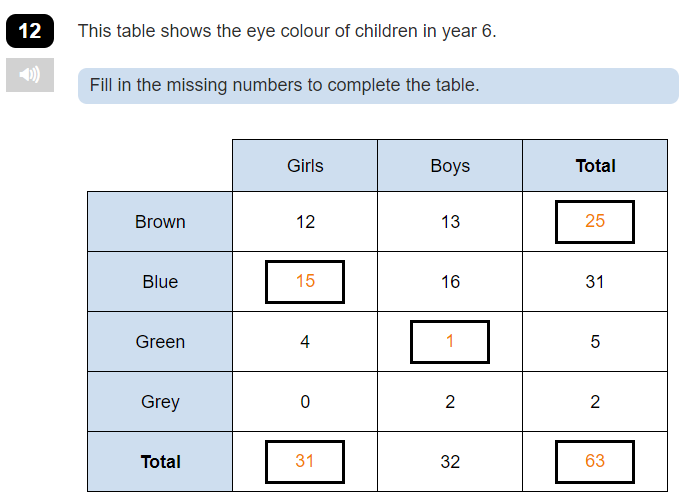 12 This table shows the eye colour of children in year 6.
Fill in the missing numbers to complete the table.
Girls Boys Total
Brown 12 13 25
Blue 15 16 31
Green 4 1 5
Grey 0 2 2
Total 31 32 63